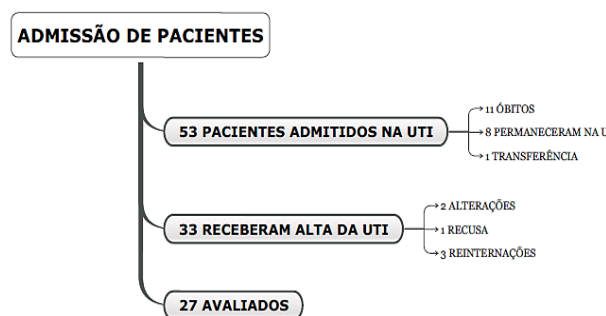 ADMISSÃO DE PACIENTES
53 PACIENTES ADMITIDOS NA UTI
11 ÓBITOS
8 PERMANECERAM NA U
1 TRANSFERÊNCIA
33 RECEBERAM ALTA DA UTI
2 ALTERAÇÕES
1 RECUSA
3 REINTERNAÇÕES
27 AVALIADOS